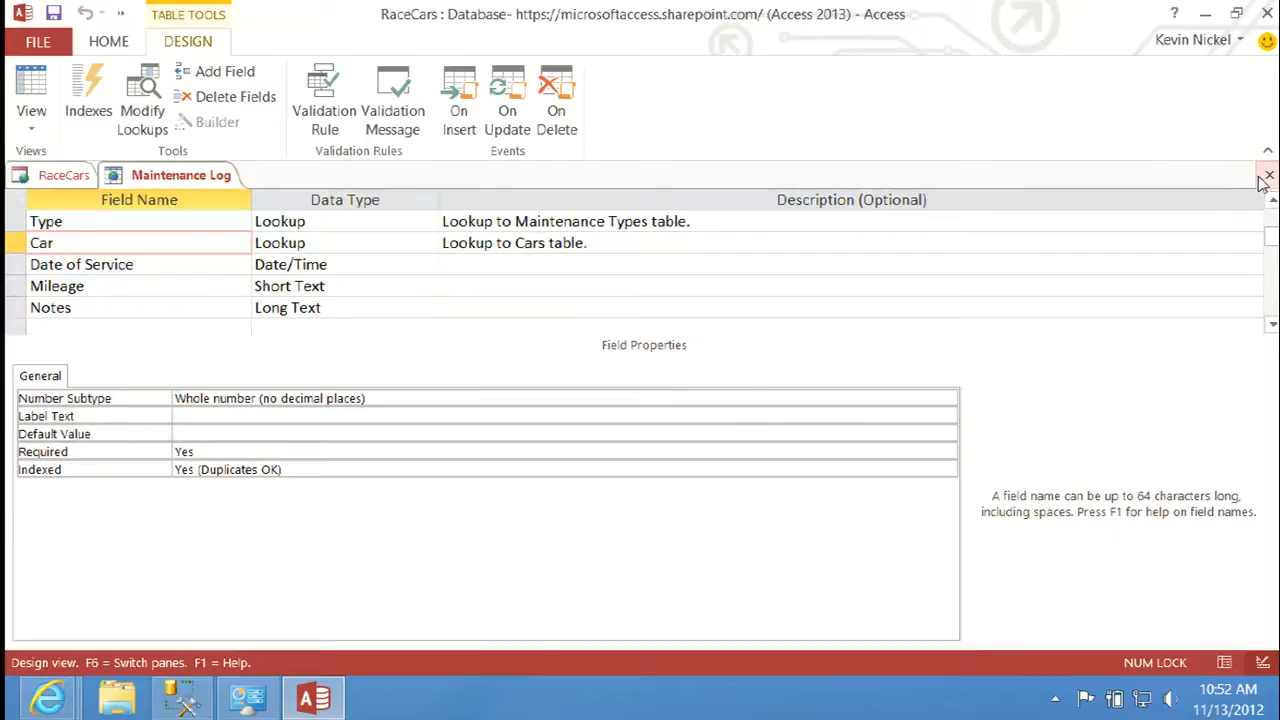 TABLE TOOLS
RaceCars : Database- https://microsoftaccess.sharepoint.com/ (Access 2013) - Access
?
FILE
HOME
DESIGN
Kevin Nickel
View
Indexes
Modify
Lookups
Add Field
Delete Fields
Builder
Validation
Rule
Validation
Message
On
Insert
On
Update
On
Delete
Views
Tools
Validation Rules
Events
RaceCars
Maintenance Log
Field Name
Data Type
Description (Optional)
Type
Lookup
Lookup to Maintenance Types table.
Car
Lookup
Lookup to Cars table.
Date of Service
Date/Time
Mileage
Short Text
Notes
Long Text
Field Properties
General
Number Subtype
Whole number (no decimal places)
Label Text
Default Value
Required
Yes
Indexed
Yes (Duplicates OK)
A field name can be up to 64 characters long,
including spaces. Press F1 for help on field names.
Design view. F6 = Switch panes. F1 = Help.
NUM LOCK
10:52 AM
11/13/2012